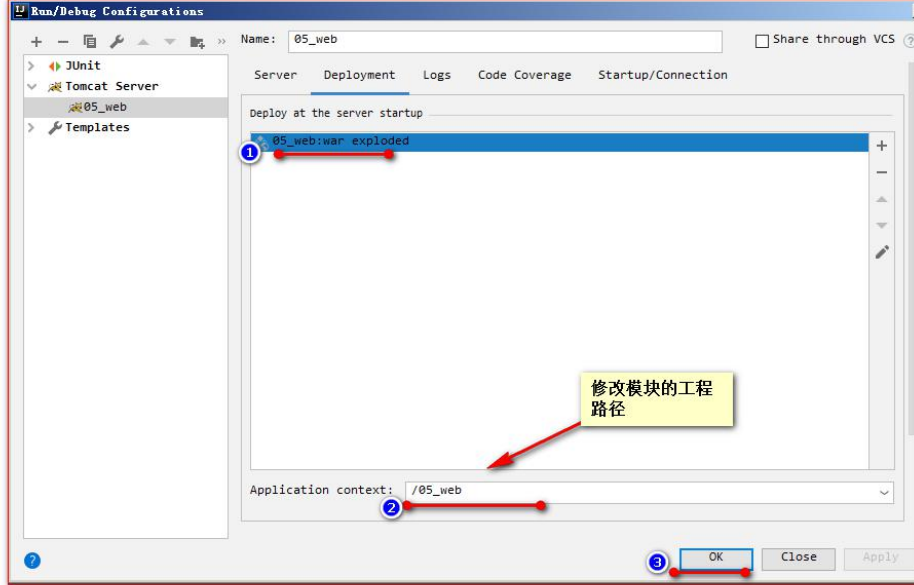 Run/Debug Configurations
Name: 05_web
Share through VCS
JUnit
Tomcat Server
05_web
Templates
Server Deployment Logs Code Coverage Startup/Connection
Deploy at the server startup
05_web:war exploded
1
修改模块的工程
路径
Application context: /05_web
2
3
OK Close Apply